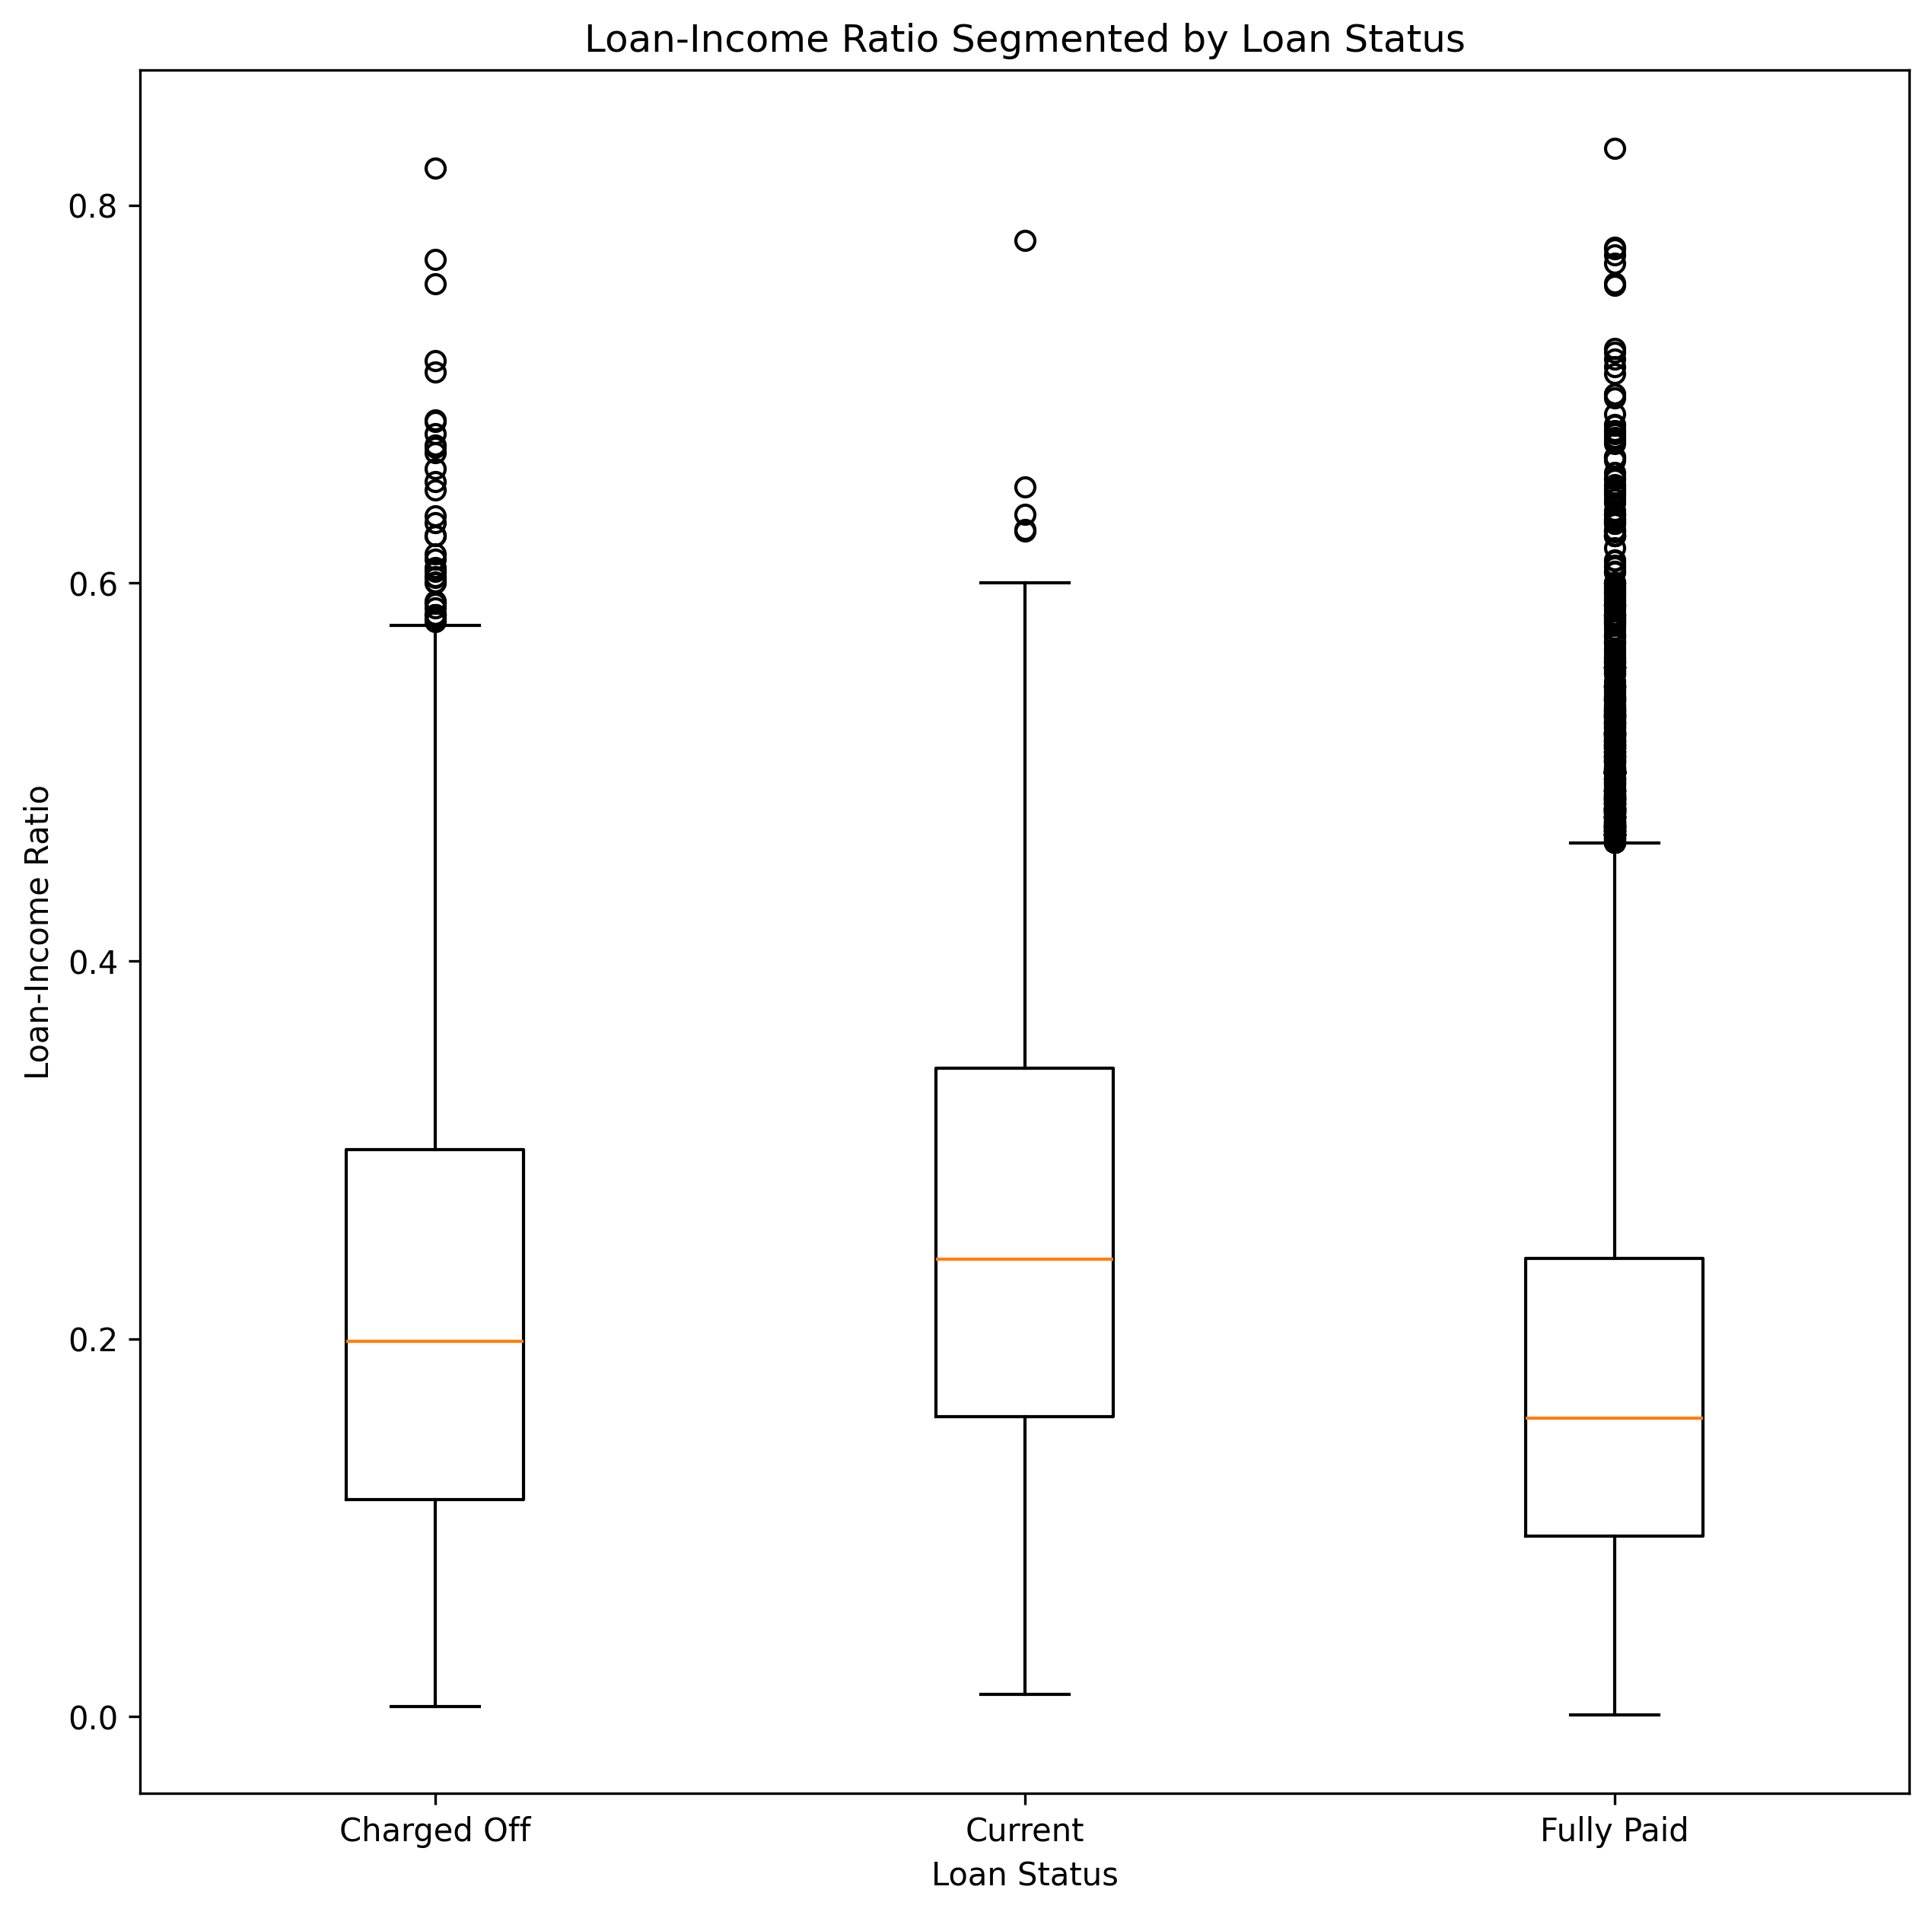 Loan-Income Ratio Segmented by Loan Status
Loan-Income Ratio
0.8
0.6
0.4
0.2
0.0
Charged Off
Current
Fully Paid
Loan Status